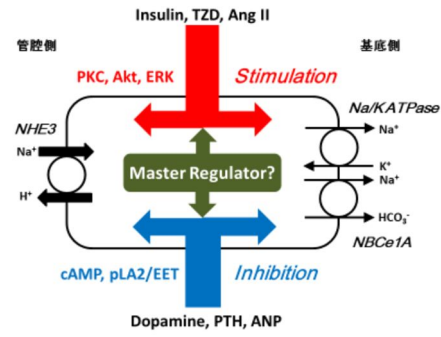 Insulin, TZD, Ang II
管腔側
基底側
PKC, Akt, ERK
Stimulation
NHE3
Na/KATPase
Na⁺
Na⁺
Master Regulator?
K⁺
Na⁺
H⁺
HCO₃⁻
NBCe1A
cAMP, pLA2/EET
Inhibition
Dopamine, PTH, ANP